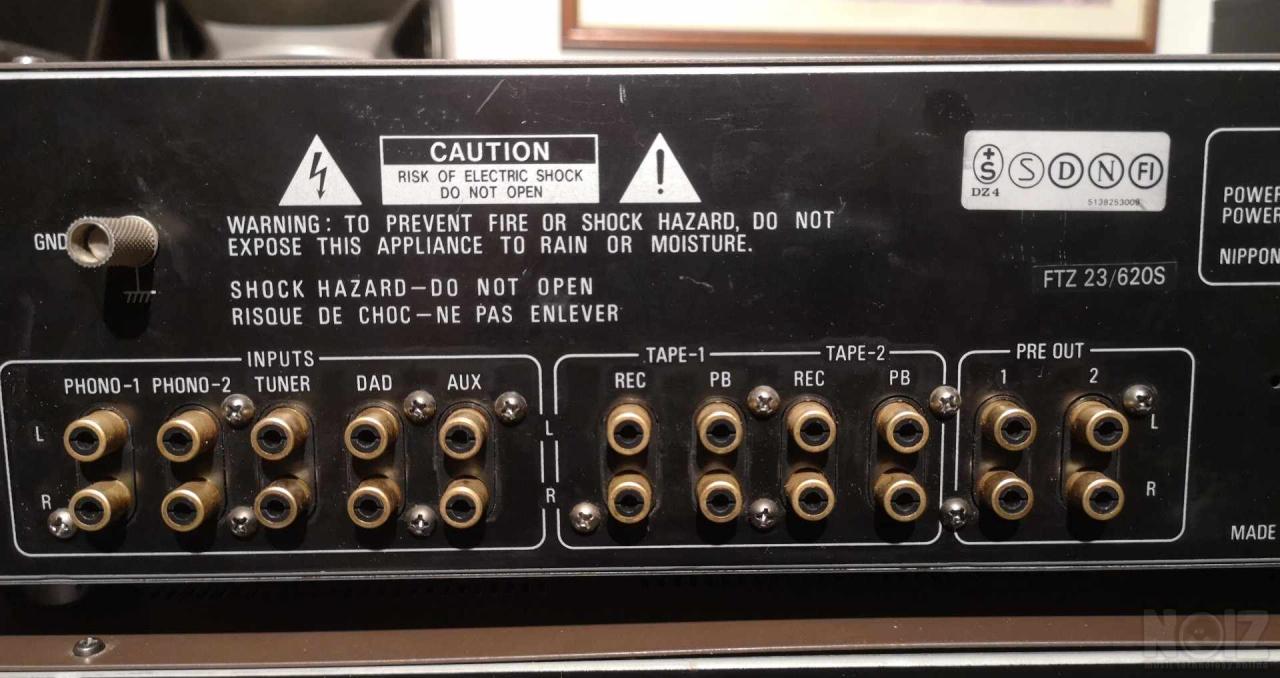 CAUTION
RISK OF ELECTRIC SHOCK
DO NOT OPEN
WARNING: TO PREVENT FIRE OR SHOCK HAZARD, DO NOT
EXPOSE THIS APPLIANCE TO RAIN OR MOISTURE.
SHOCK HAZARD—DO NOT OPEN
RISQUE DE CHOC—NE PAS ENLEVER
GND
+S S D N FI
DZ4
5138253009
FTZ 23/620S
POWER
POWER
NIPPON
INPUTS
PHONO-1 PHONO-2 TUNER DAD AUX
L
R
TAPE-1 TAPE-2
REC PB REC PB
L
R
PRE OUT
1 2
L
R
MADE
NOIZ